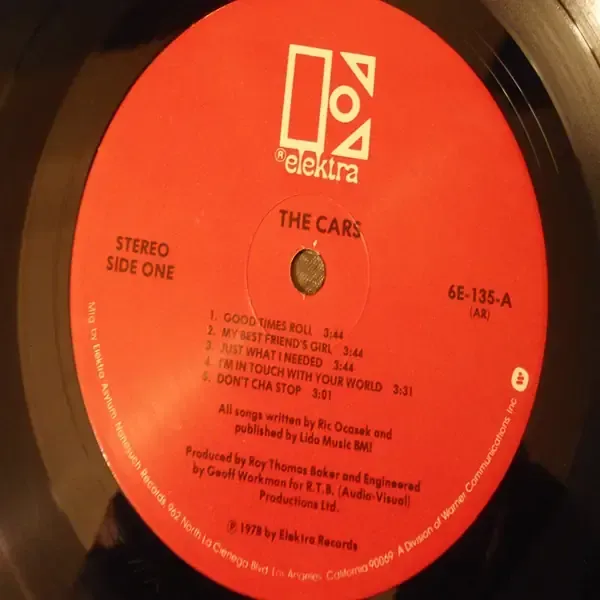 ® elektra
THE CARS
STEREO
SIDE ONE
6E-135-A
(AR)
1. GOOD TIMES ROLL 3:44
2. MY BEST FRIEND'S GIRL 3:44
3. JUST WHAT I NEEDED 3:44
4. I'M IN TOUCH WITH YOUR WORLD 3:31
5. DON'T CHA STOP 3:01
All songs written by Ric Ocasek and
published by Lido Music BMI
Produced by Roy Thomas Baker and Engineered
by Geoff Workman for R.T.B. (Audio-Visual)
Productions Ltd.
℗ 1978 by Elektra Records
Mfg by Elektra Asylum Nonesuch Records, 962 North La Cienega Blvd Los Angeles, California 90069 A Division of Warner Communications Inc